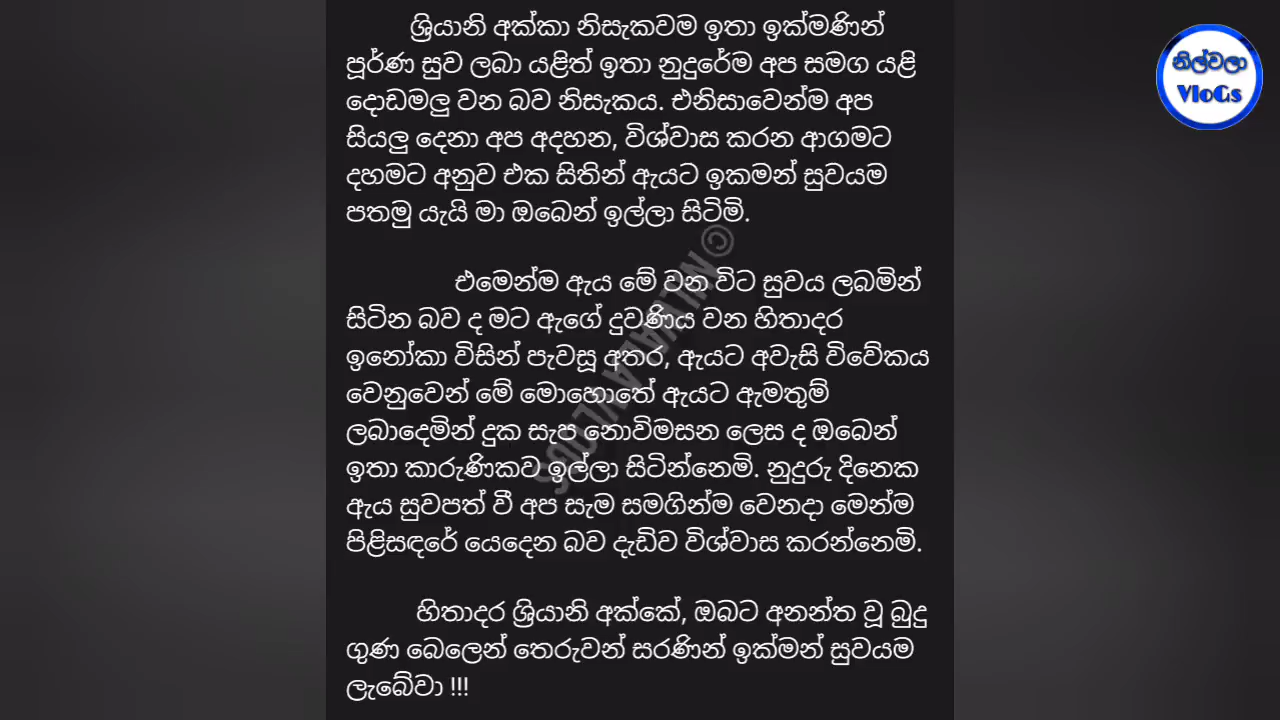 ශ්‍රියානි අක්කා නිසැකවම ඉතා ඉක්මණින්
පූර්ණ සුව ලබා යළිත් ඉතා නුදුරේම අප සමග යළි
දොඩමලු වන බව නිසැකය. එනිසාවෙන්ම අප
සියලු දෙනා අප අදහන, විශ්වාස කරන ආගමට
දහමට අනුව එක සිතින් ඇයට ඉකමන් සුවයම
පතමු යැයි මා ඔබෙන් ඉල්ලා සිටිමි.
එමෙන්ම ඇය මේ වන විට සුවය ලබමින්
සිටින බව ද මට ඇගේ දුවණිය වන හිතාදර
ඉනෝකා විසින් පැවසූ අතර, ඇයට අවැසි විවේකය
වෙනුවෙන් මේ මොහොතේ ඇයට ඇමතුම්
ලබාදෙමින් දුක සැප නොවිමසන ලෙස ද ඔබෙන්
ඉතා කාරුණිකව ඉල්ලා සිටින්නෙමි. නුදුරු දිනෙක
ඇය සුවපත් වී අප සැම සමගින්ම වෙනදා මෙන්ම
පිළිසඳරේ යෙදෙන බව දැඩිව විශ්වාස කරන්නෙමි.
හිතාදර ශ්‍රියානි අක්කේ, ඔබට අනන්ත වූ බුදු
ගුණ බෙලෙන් තෙරුවන් සරණින් ඉක්මන් සුවයම
ලැබේවා !!!
නිල්වලා
VloGs
©NILWALA VLOGS